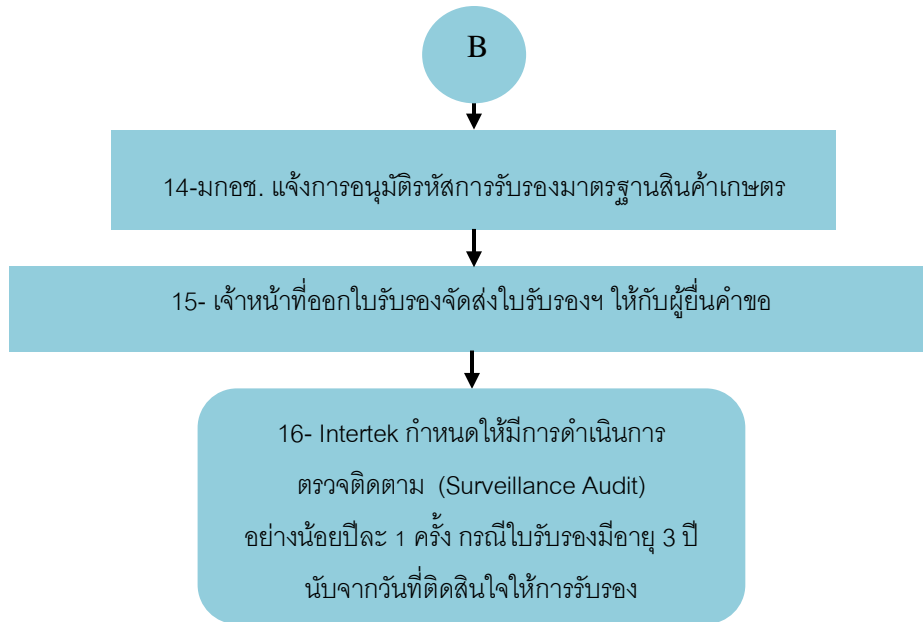 B
14-มกอช. แจ้งการอนุมัติรหัสการรับรองมาตรฐานสินค้าเกษตร
15- เจ้าหน้าที่ออกใบรับรองจัดส่งใบรับรองฯ ให้กับผู้ยื่นคำขอ
16- Intertek กำหนดให้มีการดำเนินการ
ตรวจติดตาม (Surveillance Audit)
อย่างน้อยปีละ 1 ครั้ง กรณีใบรับรองมีอายุ 3 ปี
นับจากวันที่ติดสินใจให้การรับรอง